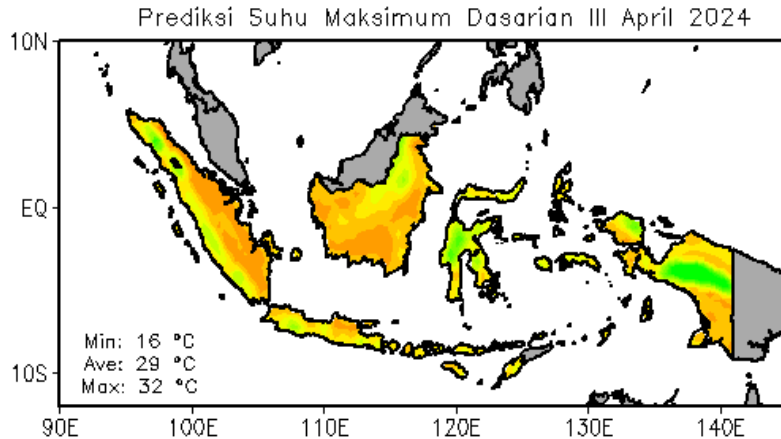 Prediksi Suhu Maksimum Dasarian III April 2024
10N
EQ
10S
Min: 16 °C
Ave: 29 °C
Max: 32 °C
90E 100E 110E 120E 130E 140E